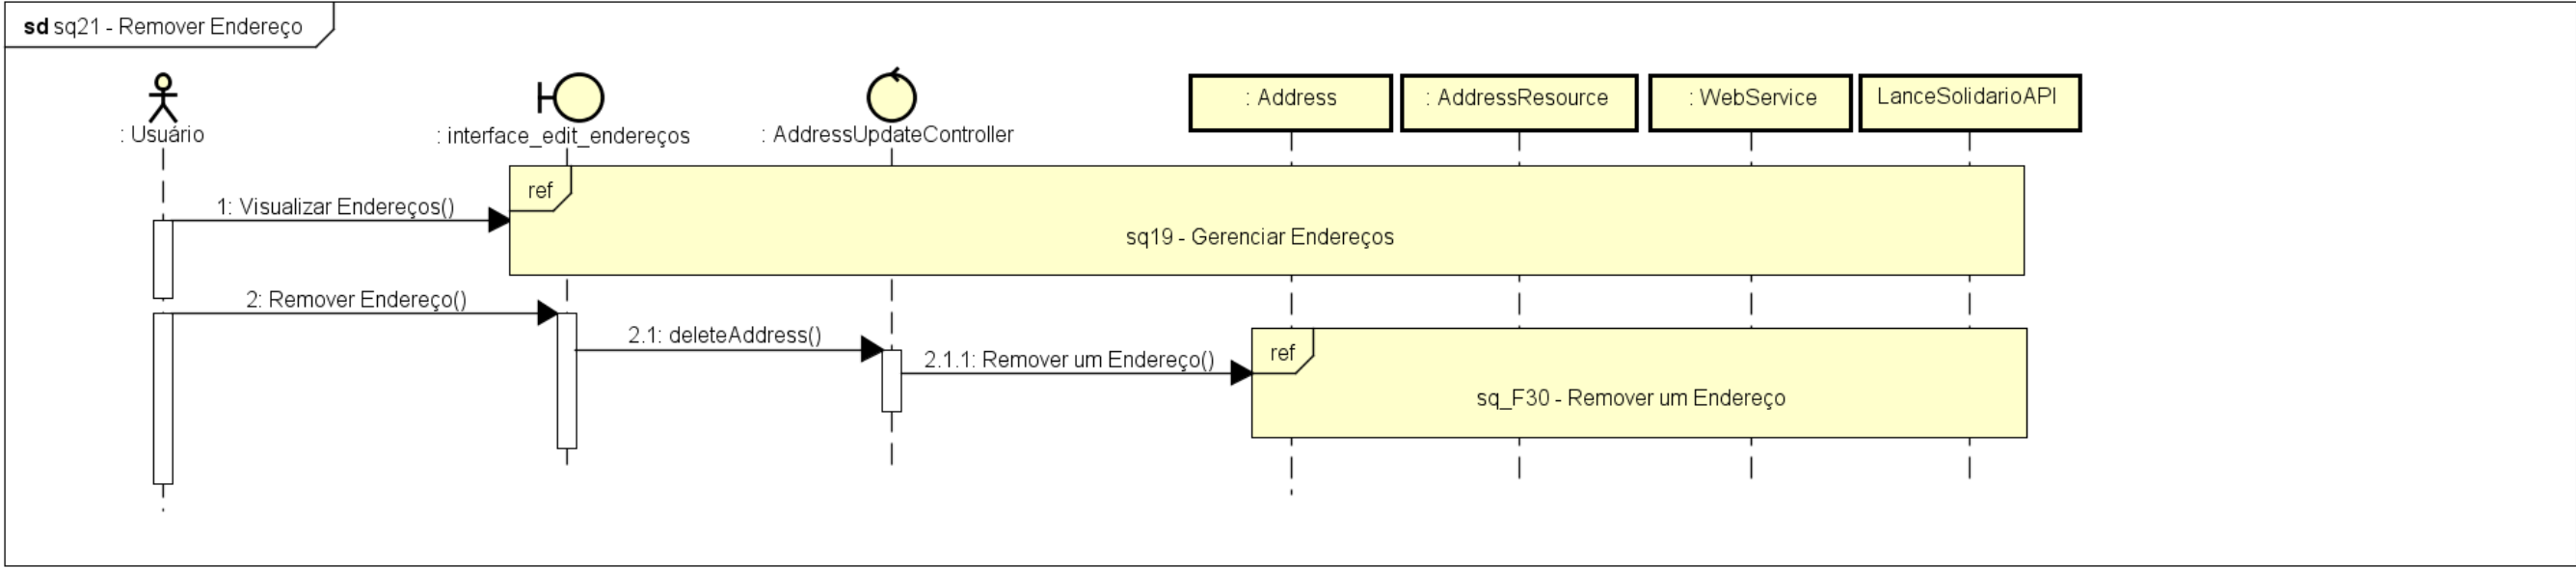 sd sq21 - Remover Endereço
: Usuário
: interface_edit_endereços
: AddressUpdateController
: Address
: AddressResource
: WebService
LanceSolidarioAPI
ref
1: Visualizar Endereços()
sq19 - Gerenciar Endereços
2: Remover Endereço()
2.1: deleteAddress()
2.1.1: Remover um Endereço()
ref
sq_F30 - Remover um Endereço